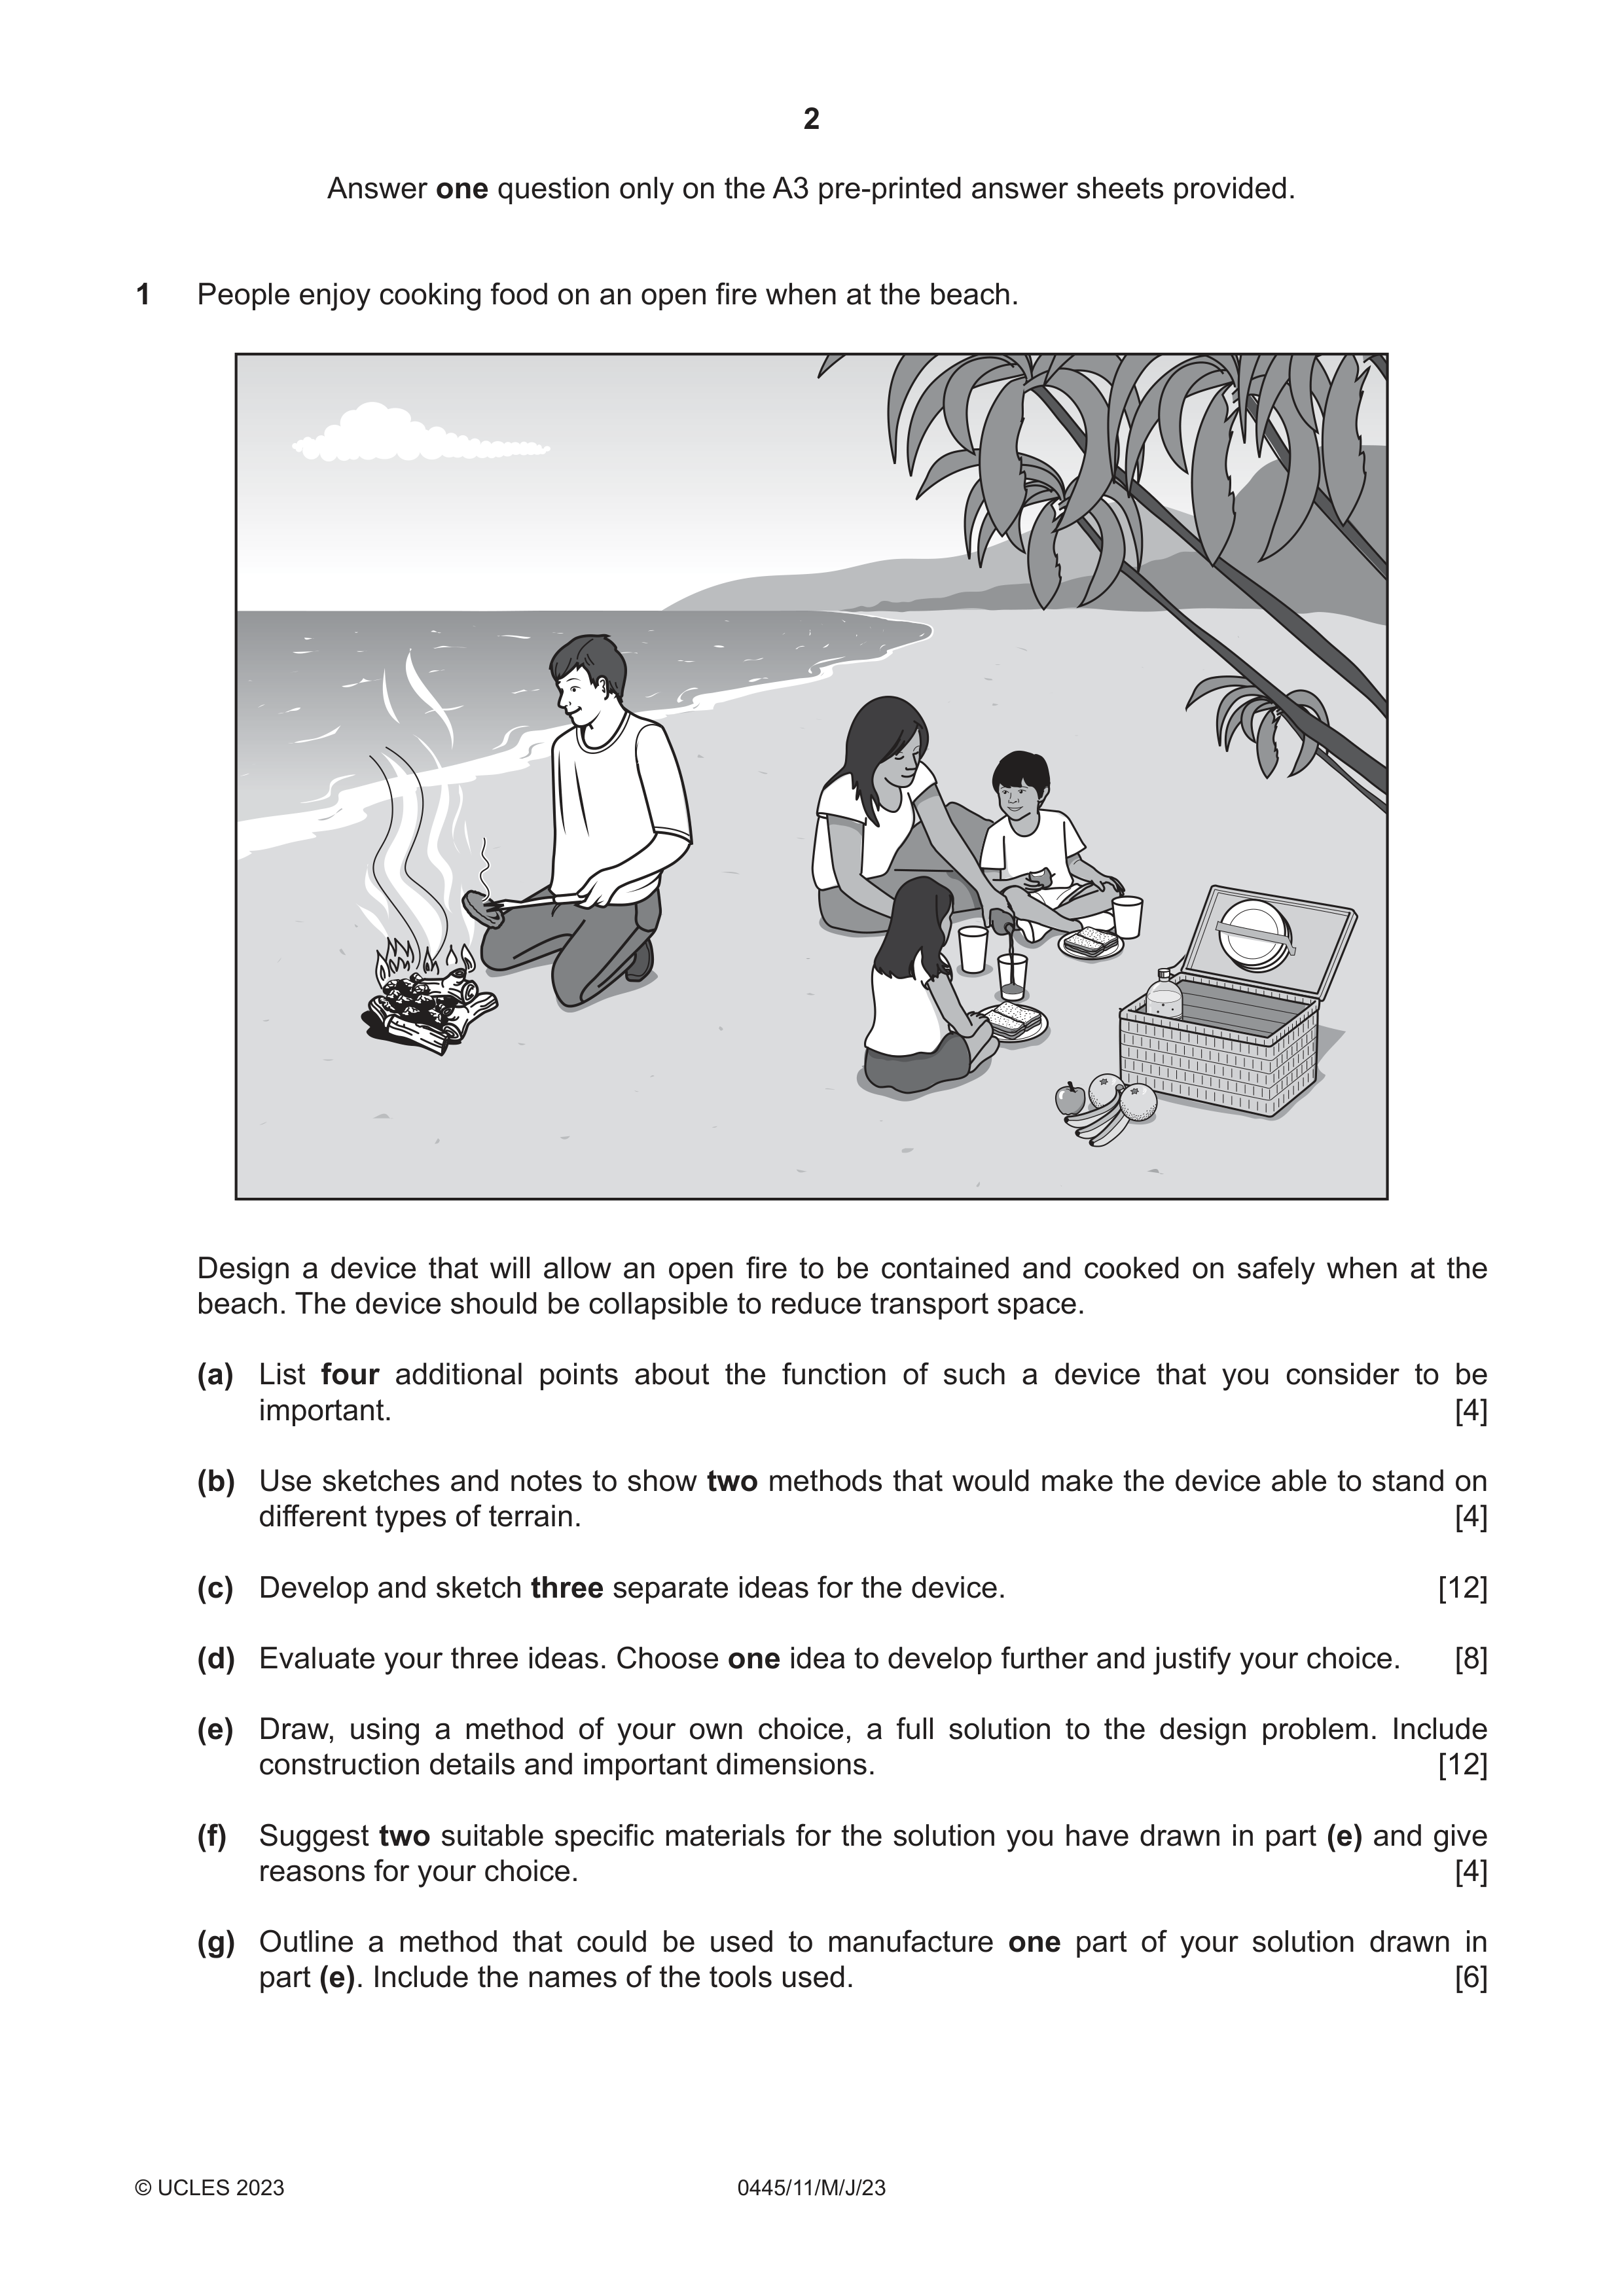 2
Answer one question only on the A3 pre-printed answer sheets provided.
1 People enjoy cooking food on an open fire when at the beach.
Design a device that will allow an open fire to be contained and cooked on safely when at the
beach. The device should be collapsible to reduce transport space.
(a) List four additional points about the function of such a device that you consider to be
important. [4]
(b) Use sketches and notes to show two methods that would make the device able to stand on
different types of terrain. [4]
(c) Develop and sketch three separate ideas for the device. [12]
(d) Evaluate your three ideas. Choose one idea to develop further and justify your choice. [8]
(e) Draw, using a method of your own choice, a full solution to the design problem. Include
construction details and important dimensions. [12]
(f) Suggest two suitable specific materials for the solution you have drawn in part (e) and give
reasons for your choice. [4]
(g) Outline a method that could be used to manufacture one part of your solution drawn in
part (e). Include the names of the tools used. [6]
© UCLES 2023 0445/11/M/J/23